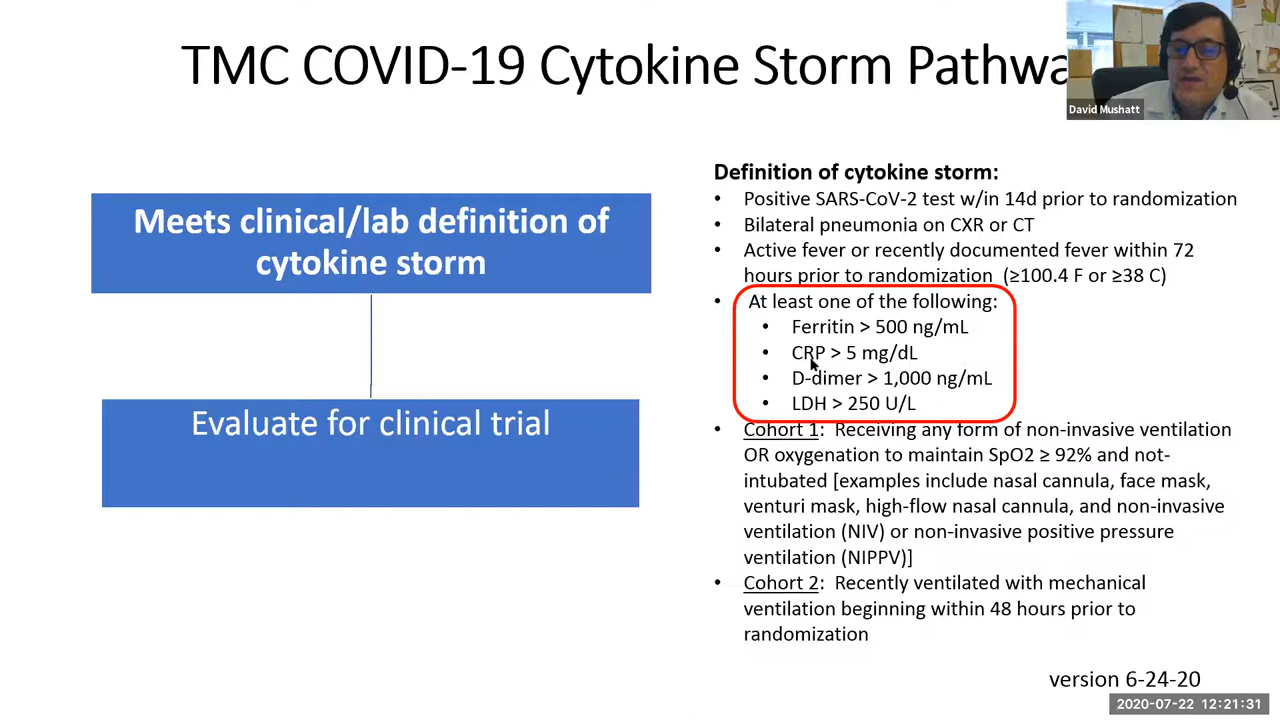 TMC COVID-19 Cytokine Storm Pathwa
David Mushatt
Meets clinical/lab definition of
cytokine storm
Evaluate for clinical trial
Definition of cytokine storm:
• Positive SARS-CoV-2 test w/in 14d prior to randomization
• Bilateral pneumonia on CXR or CT
• Active fever or recently documented fever within 72
hours prior to randomization (≥100.4 F or ≥38 C)
• At least one of the following:
• Ferritin > 500 ng/mL
• CRP > 5 mg/dL
• D-dimer > 1,000 ng/mL
• LDH > 250 U/L
• Cohort 1: Receiving any form of non-invasive ventilation
OR oxygenation to maintain SpO2 ≥ 92% and not-
intubated [examples include nasal cannula, face mask,
venturi mask, high-flow nasal cannula, and non-invasive
ventilation (NIV) or non-invasive positive pressure
ventilation (NIPPV)]
• Cohort 2: Recently ventilated with mechanical
ventilation beginning within 48 hours prior to
randomization
version 6-24-20
2020-07-22 12:21:31